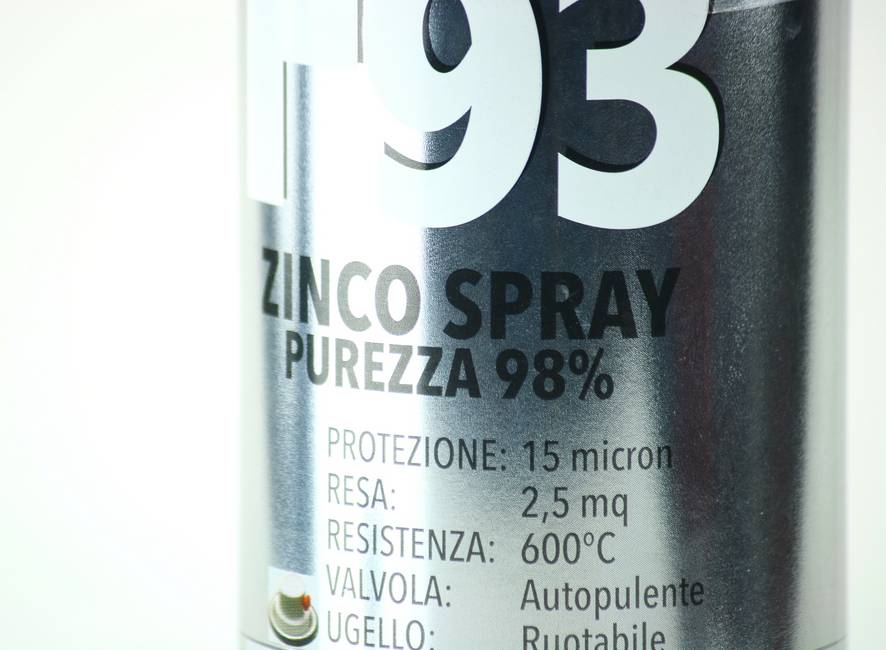 93
ZINCO SPRAY
PUREZZA 98%
PROTEZIONE: 15 micron
RESA: 2,5 mq
RESISTENZA: 600°C
VALVOLA: Autopulente
UGELLO: Ruotabile